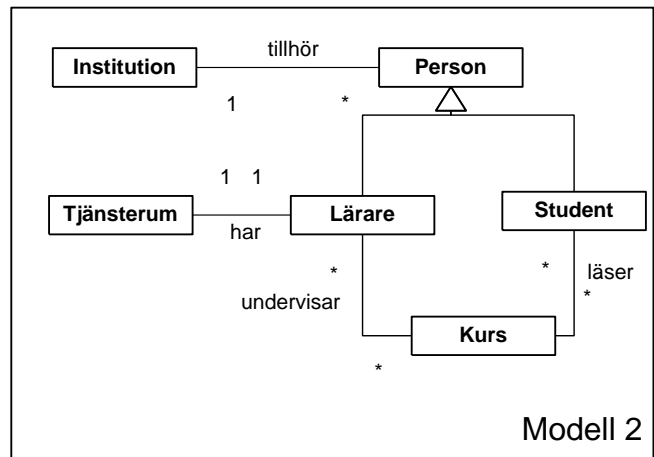 tillhör
Institution Person
1 *
1 1
Tjänsterum Lärare Student
har
* * läser
undervisar *
Kurs
*
Modell 2